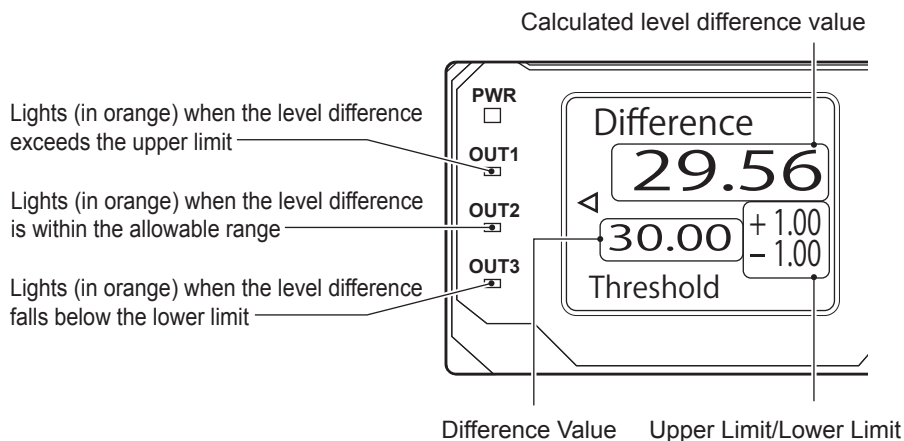 Calculated level difference value
Lights (in orange) when the level difference
exceeds the upper limit
Lights (in orange) when the level difference
is within the allowable range
Lights (in orange) when the level difference
falls below the lower limit
PWR
OUT1
OUT2
OUT3
Difference
29.56
30.00
+ 1.00
− 1.00
Threshold
Difference Value
Upper Limit/Lower Limit